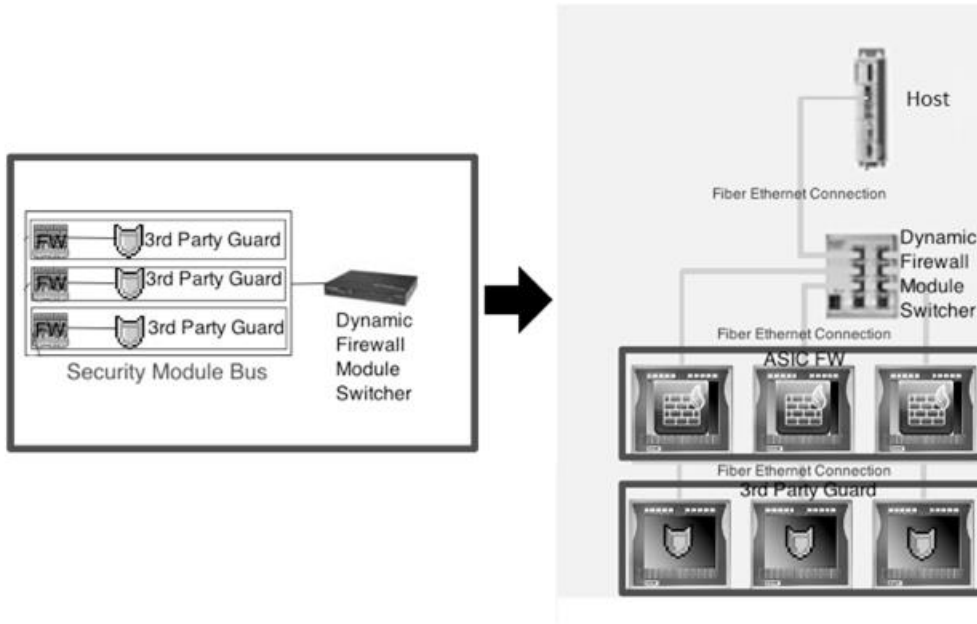 FW
3rd Party Guard
FW
3rd Party Guard
FW
3rd Party Guard
Security Module Bus
Dynamic
Firewall
Module
Switcher
Host
Fiber Ethernet Connection
Dynamic
Firewall
Module
Switcher
Fiber Ethernet Connection
ASIC FW
Fiber Ethernet Connection
3rd Party Guard